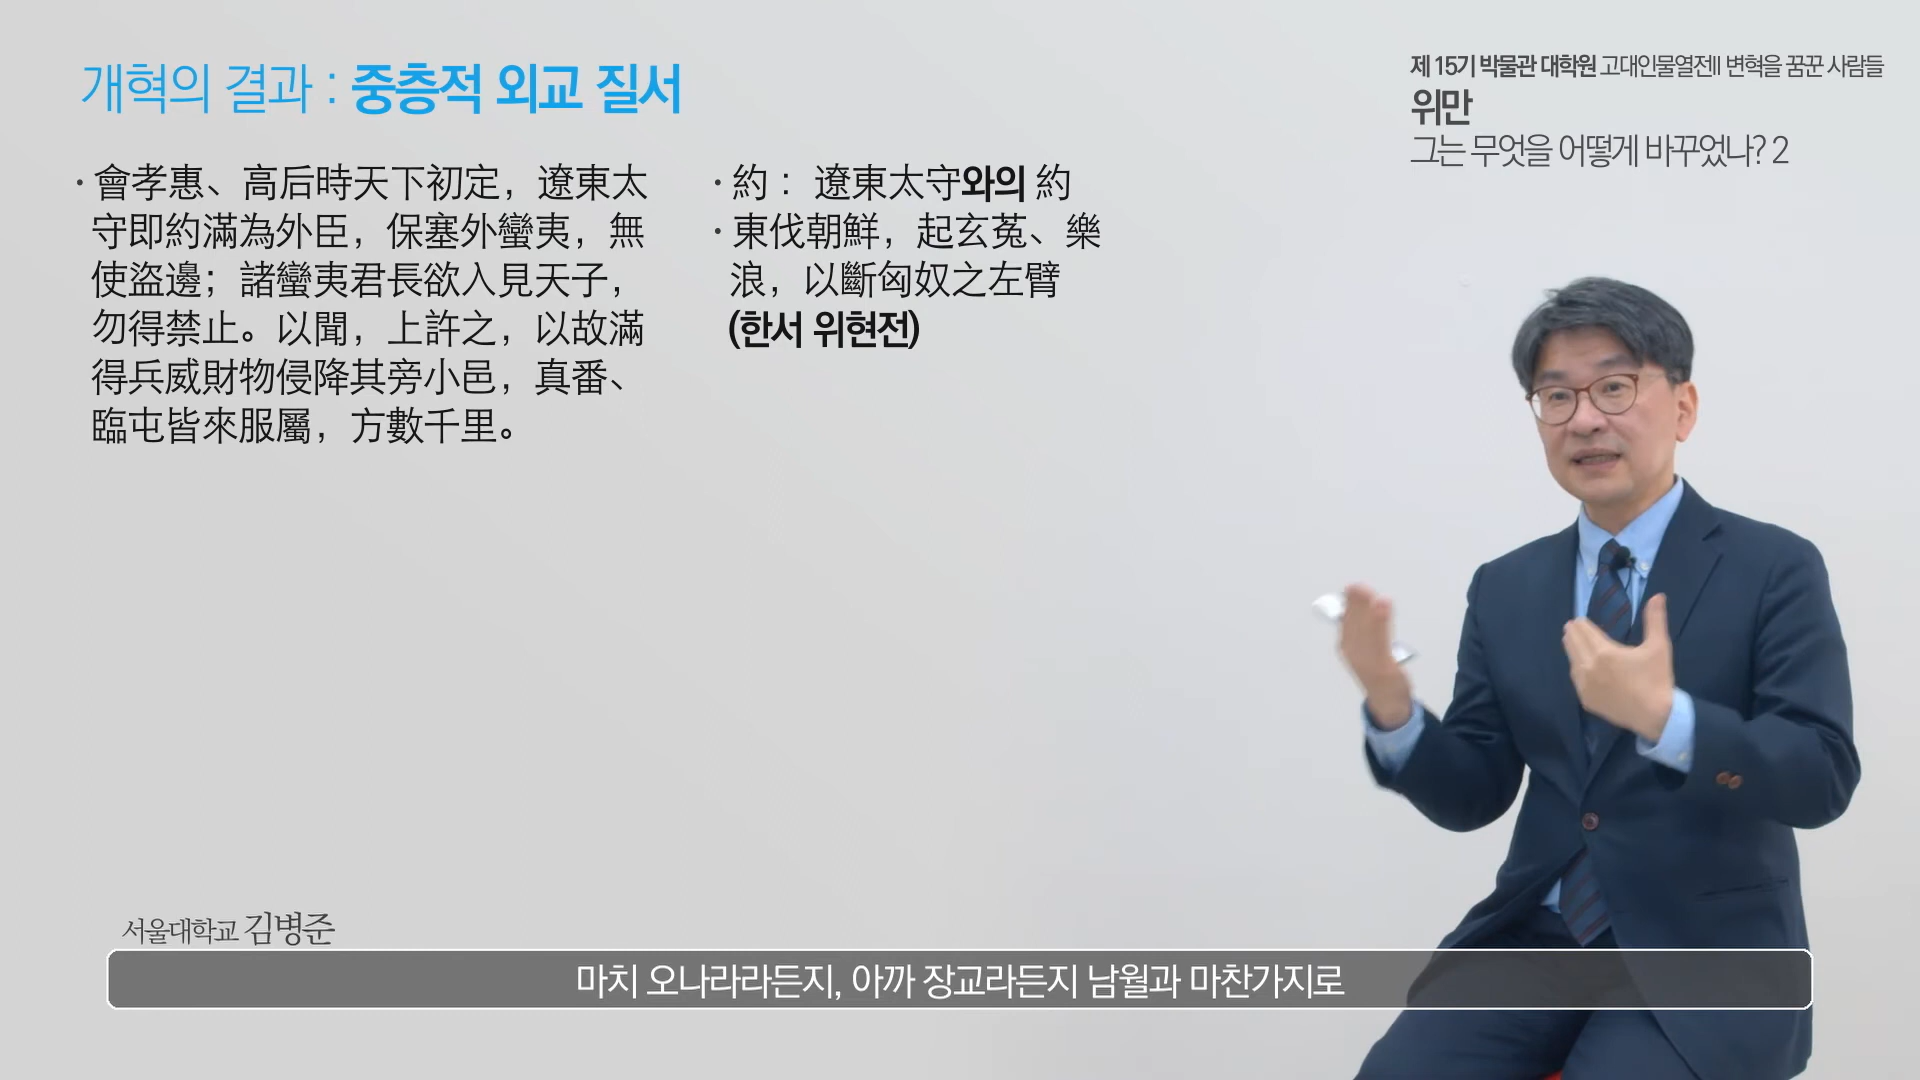 개혁의 결과 : 중층적 외교 질서
제 15기 박물관 대학원 고대인물열전II 변혁을 꿈꾼 사람들
위만
그는 무엇을 어떻게 바꾸었나? 2
· 會孝惠、高后時天下初定，遼東太
守即約滿為外臣，保塞外蠻夷，無
使盜邊；諸蠻夷君長欲入見天子，
勿得禁止。以聞，上許之，以故滿
得兵威財物侵降其旁小邑，真番、
臨屯皆來服屬，方數千里。
· 約： 遼東太守와의 約
· 東伐朝鮮，起玄菟、樂
浪，以斷匈奴之左臂
(한서 위현전)
서울대학교 김병준
마치 오나라라든지, 아까 장교라든지 남월과 마찬가지로